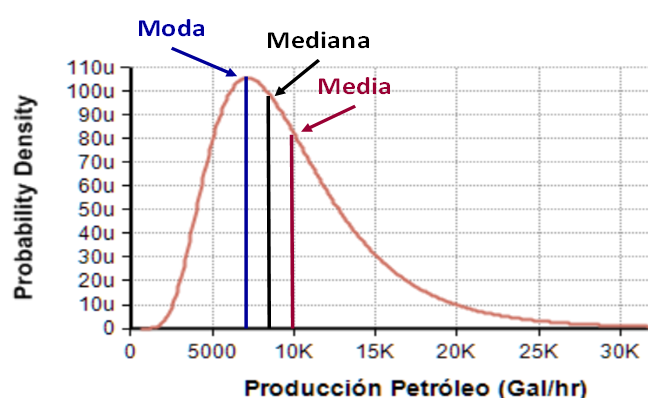 Moda
Mediana
Media
110u
100u
90u
80u
70u
60u
50u
40u
30u
20u
10u
0
Probability Density
0 5000 10K 15K 20K 25K 30K
Producción Petróleo (Gal/hr)